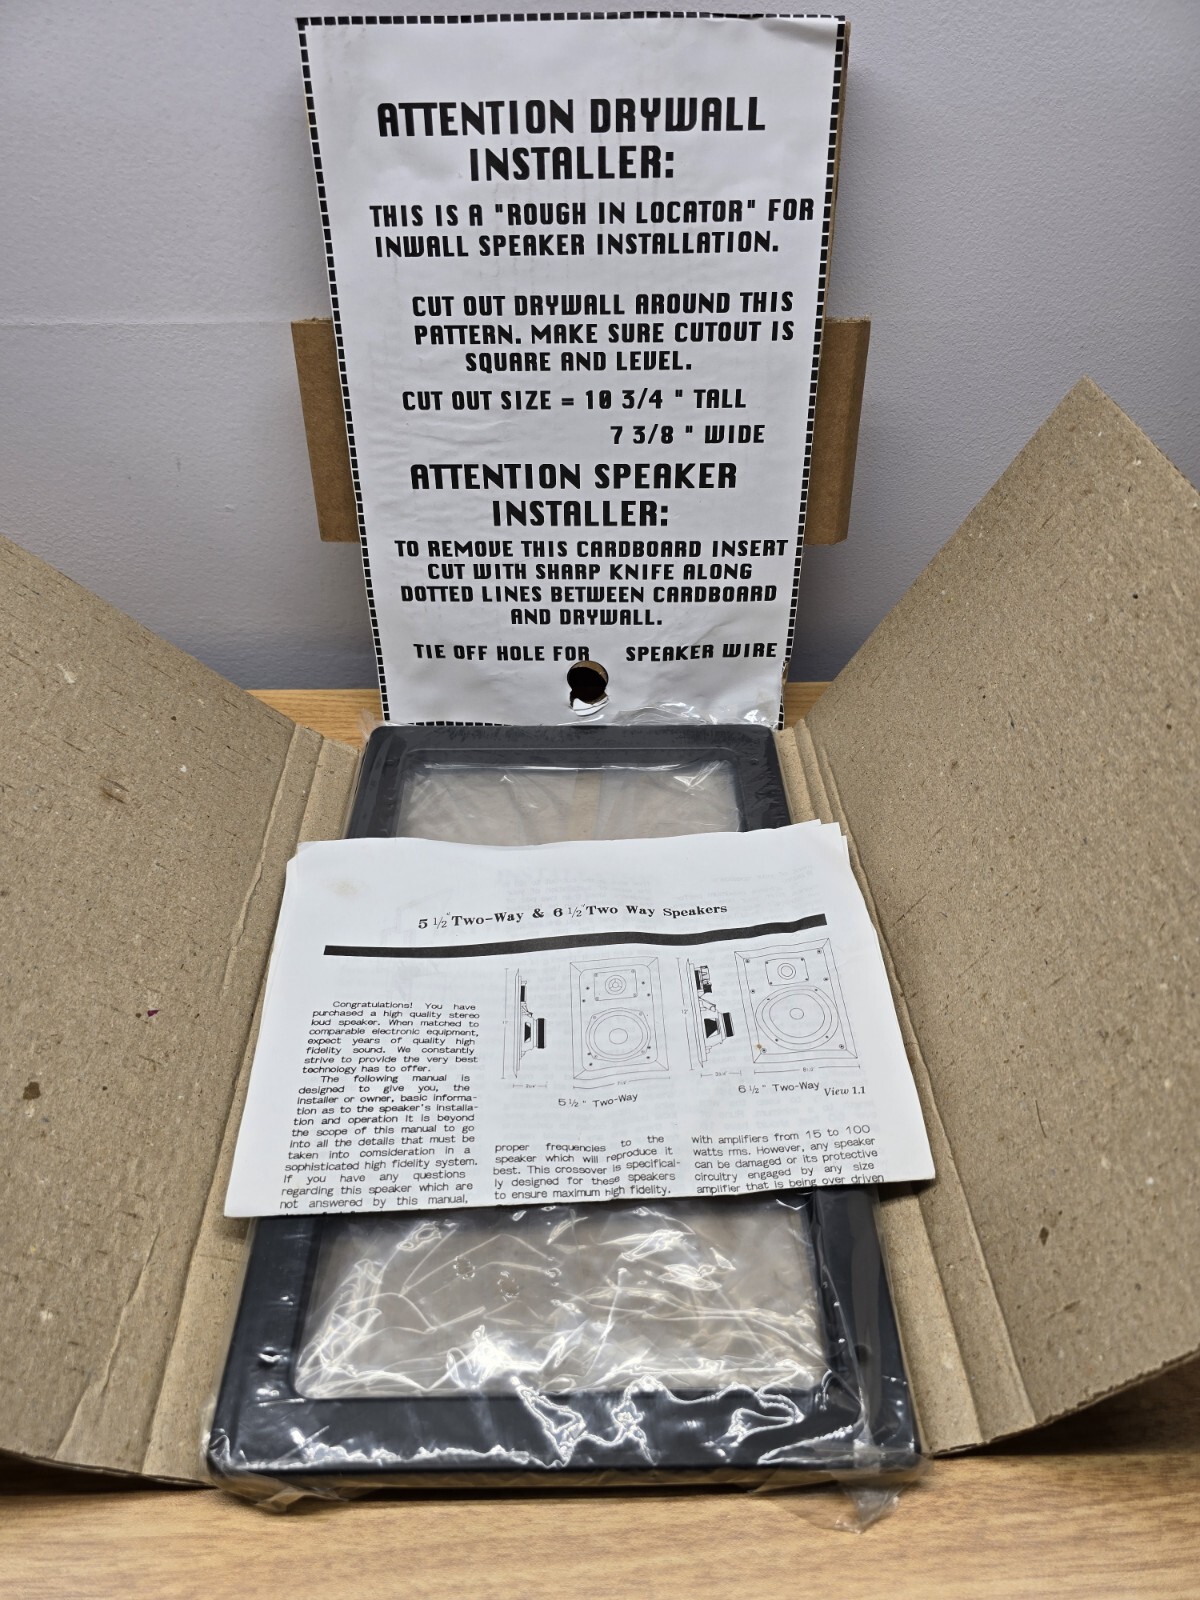 ATTENTION DRYWALL
INSTALLER:
THIS IS A "ROUGH IN LOCATOR" FOR
INWALL SPEAKER INSTALLATION.
CUT OUT DRYWALL AROUND THIS
PATTERN. MAKE SURE CUTOUT IS
SQUARE AND LEVEL.
CUT OUT SIZE = 10 3/4 " TALL
7 3/8 " WIDE
ATTENTION SPEAKER
INSTALLER:
TO REMOVE THIS CARDBOARD INSERT
CUT WITH SHARP KNIFE ALONG
DOTTED LINES BETWEEN CARDBOARD
AND DRYWALL.
TIE OFF HOLE FOR SPEAKER WIRE
5 ½" Two-Way & 6 ½" Two Way Speakers
Congratulations! You have
purchased a high quality stereo
loud speaker. When matched to
comparable electronic equipment,
expect years of quality high
fidelity sound. We constantly
strive to provide the very best
technology has to offer.
The following manual is
designed to give you, the
installer or owner, basic informa-
tion as to the speaker's installa-
tion and operation It is beyond
the scope of this manual to go
into all the details that must be
taken into comsideration in a
sophisticated high fidelity system.
If you have any questions
regarding this speaker which are
not answered by this manual,
5 ½" Two-Way
6 ½" Two-Way
View 1.1
proper frequencies to the
speaker which will reproduce it
best. This crossover is specifical-
ly designed for these speakers
to ensure maximum high fidelity.
with amplifiers from 15 to 100
watts rms. However, any speaker
can be damaged or its protective
circuitry engaged by any size
amplifier that is being over driven